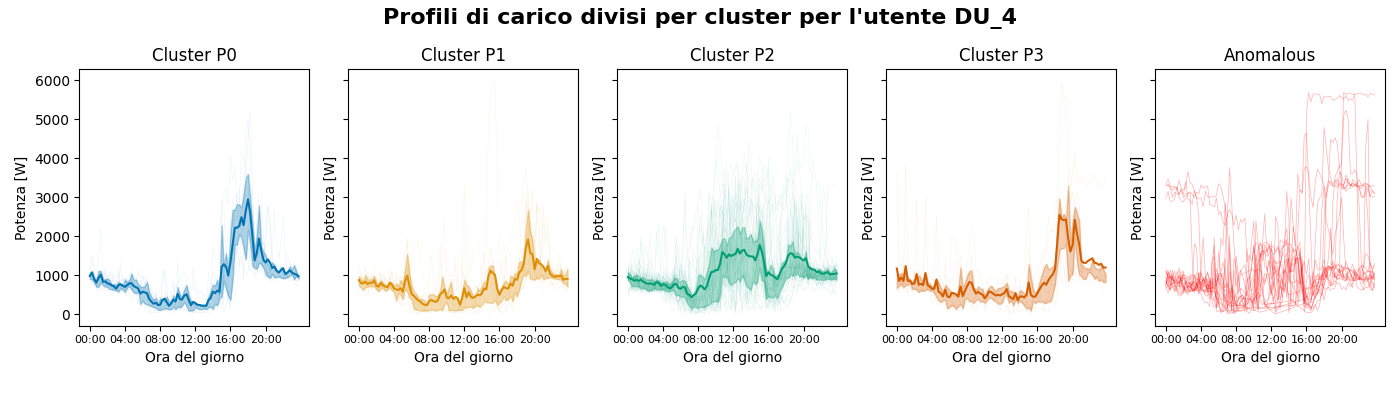 Profili di carico divisi per cluster per l'utente DU_4
Cluster P0
Cluster P1
Cluster P2
Cluster P3
Anomalous
6000
5000
4000
3000
2000
1000
0
Potenza [W]
Potenza [W]
Potenza [W]
Potenza [W]
Potenza [W]
00:00 04:00 08:00 12:00 16:00 20:00
00:00 04:00 08:00 12:00 16:00 20:00
00:00 04:00 08:00 12:00 16:00 20:00
00:00 04:00 08:00 12:00 16:00 20:00
00:00 04:00 08:00 12:00 16:00 20:00
Ora del giorno
Ora del giorno
Ora del giorno
Ora del giorno
Ora del giorno